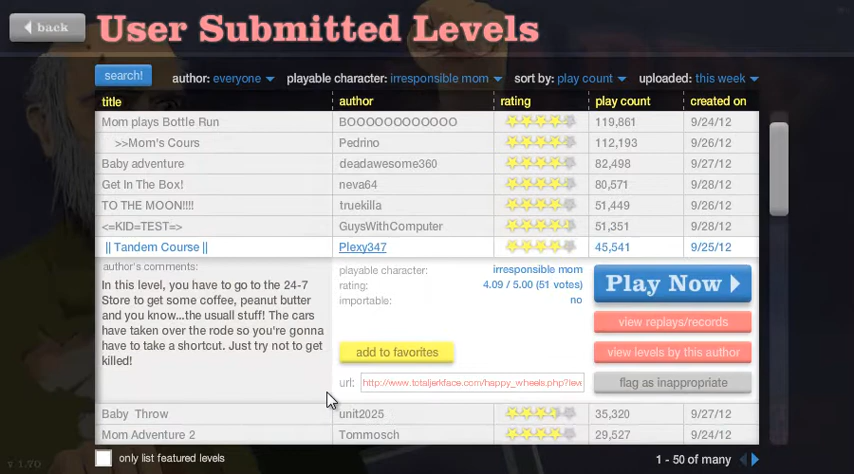 back
User Submitted Levels
search! author: everyone playable character: irresponsible mom sort by: play count uploaded: this week
title author rating play count created on
Mom plays Bottle Run BOOOOOOOOOOOO 119,861 9/24/12
>>Mom's Cours Pedrino 112,193 9/26/12
Baby adventure deadawesome360 82,498 9/27/12
Get In The Box! neva64 80,571 9/28/12
TO THE MOON!!!! truekilla 51,449 9/26/12
<=KID=TEST=> GuysWithComputer 51,351 9/28/12
|| Tandem Course || Plexy347 45,541 9/25/12
author's comments:
In this level, you have to go to the 24-7
Store to get some coffee, peanut butter
and you know...the usuall stuff! The cars
have taken over the rode so you're gonna
have to take a shortcut. Just try not to get
killed!
playable character: irresponsible mom
rating: 4.09 / 5.00 (51 votes)
importable: no
add to favorites
url: http://www.totaljerkface.com/happy_wheels.php?leve
Play Now
view replays/records
view levels by this author
flag as inappropriate
Baby Throw unit2025 35,320 9/27/12
Mom Adventure 2 Tommosch 29,527 9/24/12
only list featured levels 1 - 50 of many
v 1.70